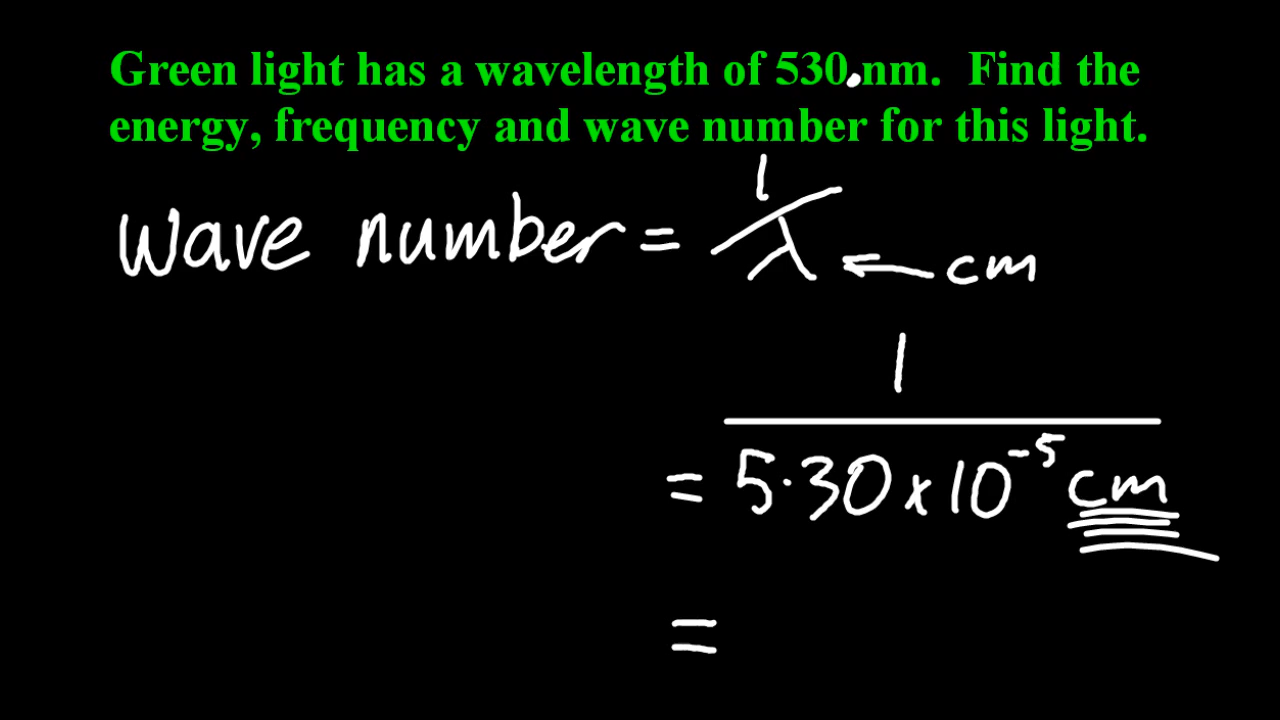 Green light has a wavelength of 530.nm. Find the
energy, frequency and wave number for this light.
Wave number = 1/λ ← cm
1
= 5.30 x 10⁻⁵ cm
=